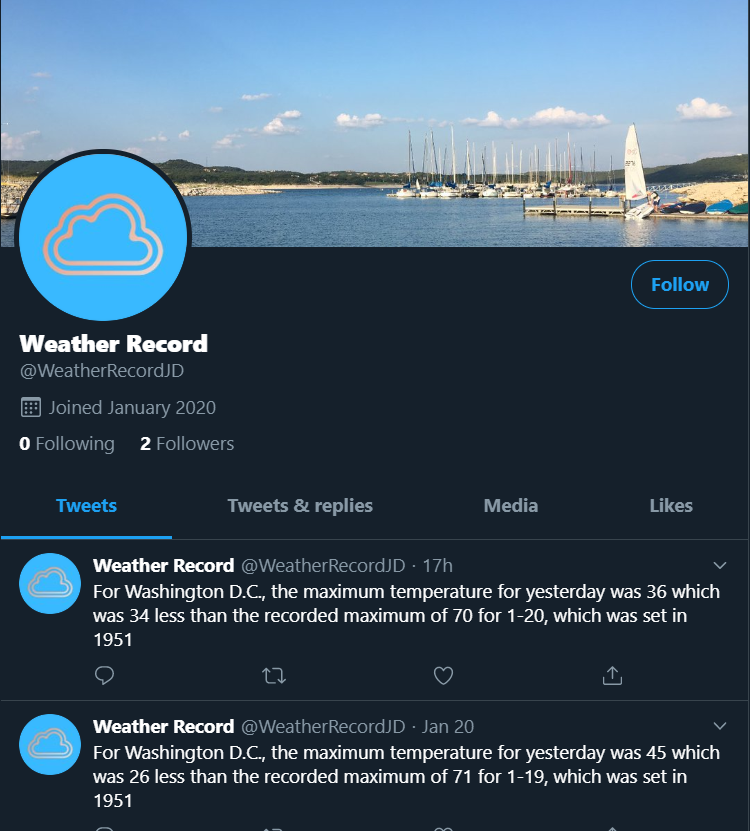 Follow
Weather Record
@WeatherRecordJD
Joined January 2020
0 Following 2 Followers
Tweets Tweets & replies Media Likes
Weather Record @WeatherRecordJD · 17h
For Washington D.C., the maximum temperature for yesterday was 36 which
was 34 less than the recorded maximum of 70 for 1-20, which was set in
1951
Weather Record @WeatherRecordJD · Jan 20
For Washington D.C., the maximum temperature for yesterday was 45 which
was 26 less than the recorded maximum of 71 for 1-19, which was set in
1951